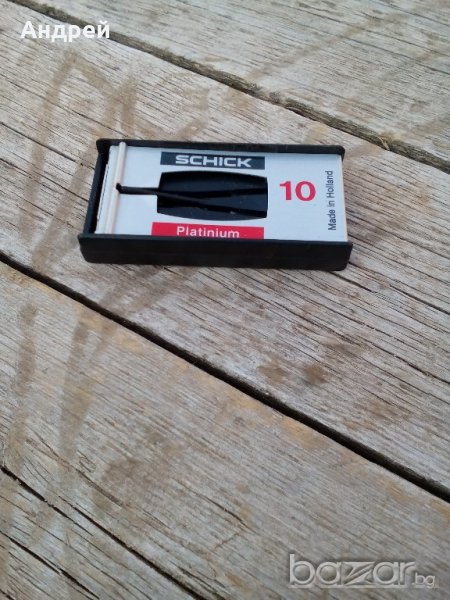 Андрей
SCHICK
10
Made in Holland
Platinium
bazar.bg